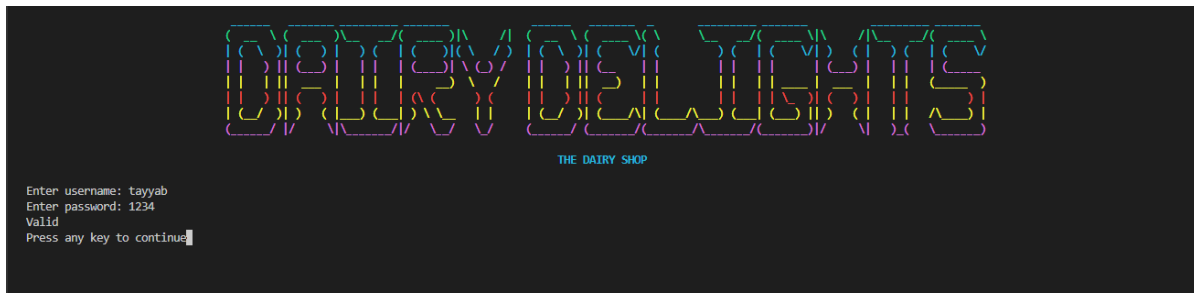 DAIRY DELIGHTS
THE DAIRY SHOP
Enter username: tayyab
Enter password: 1234
Valid
Press any key to continue